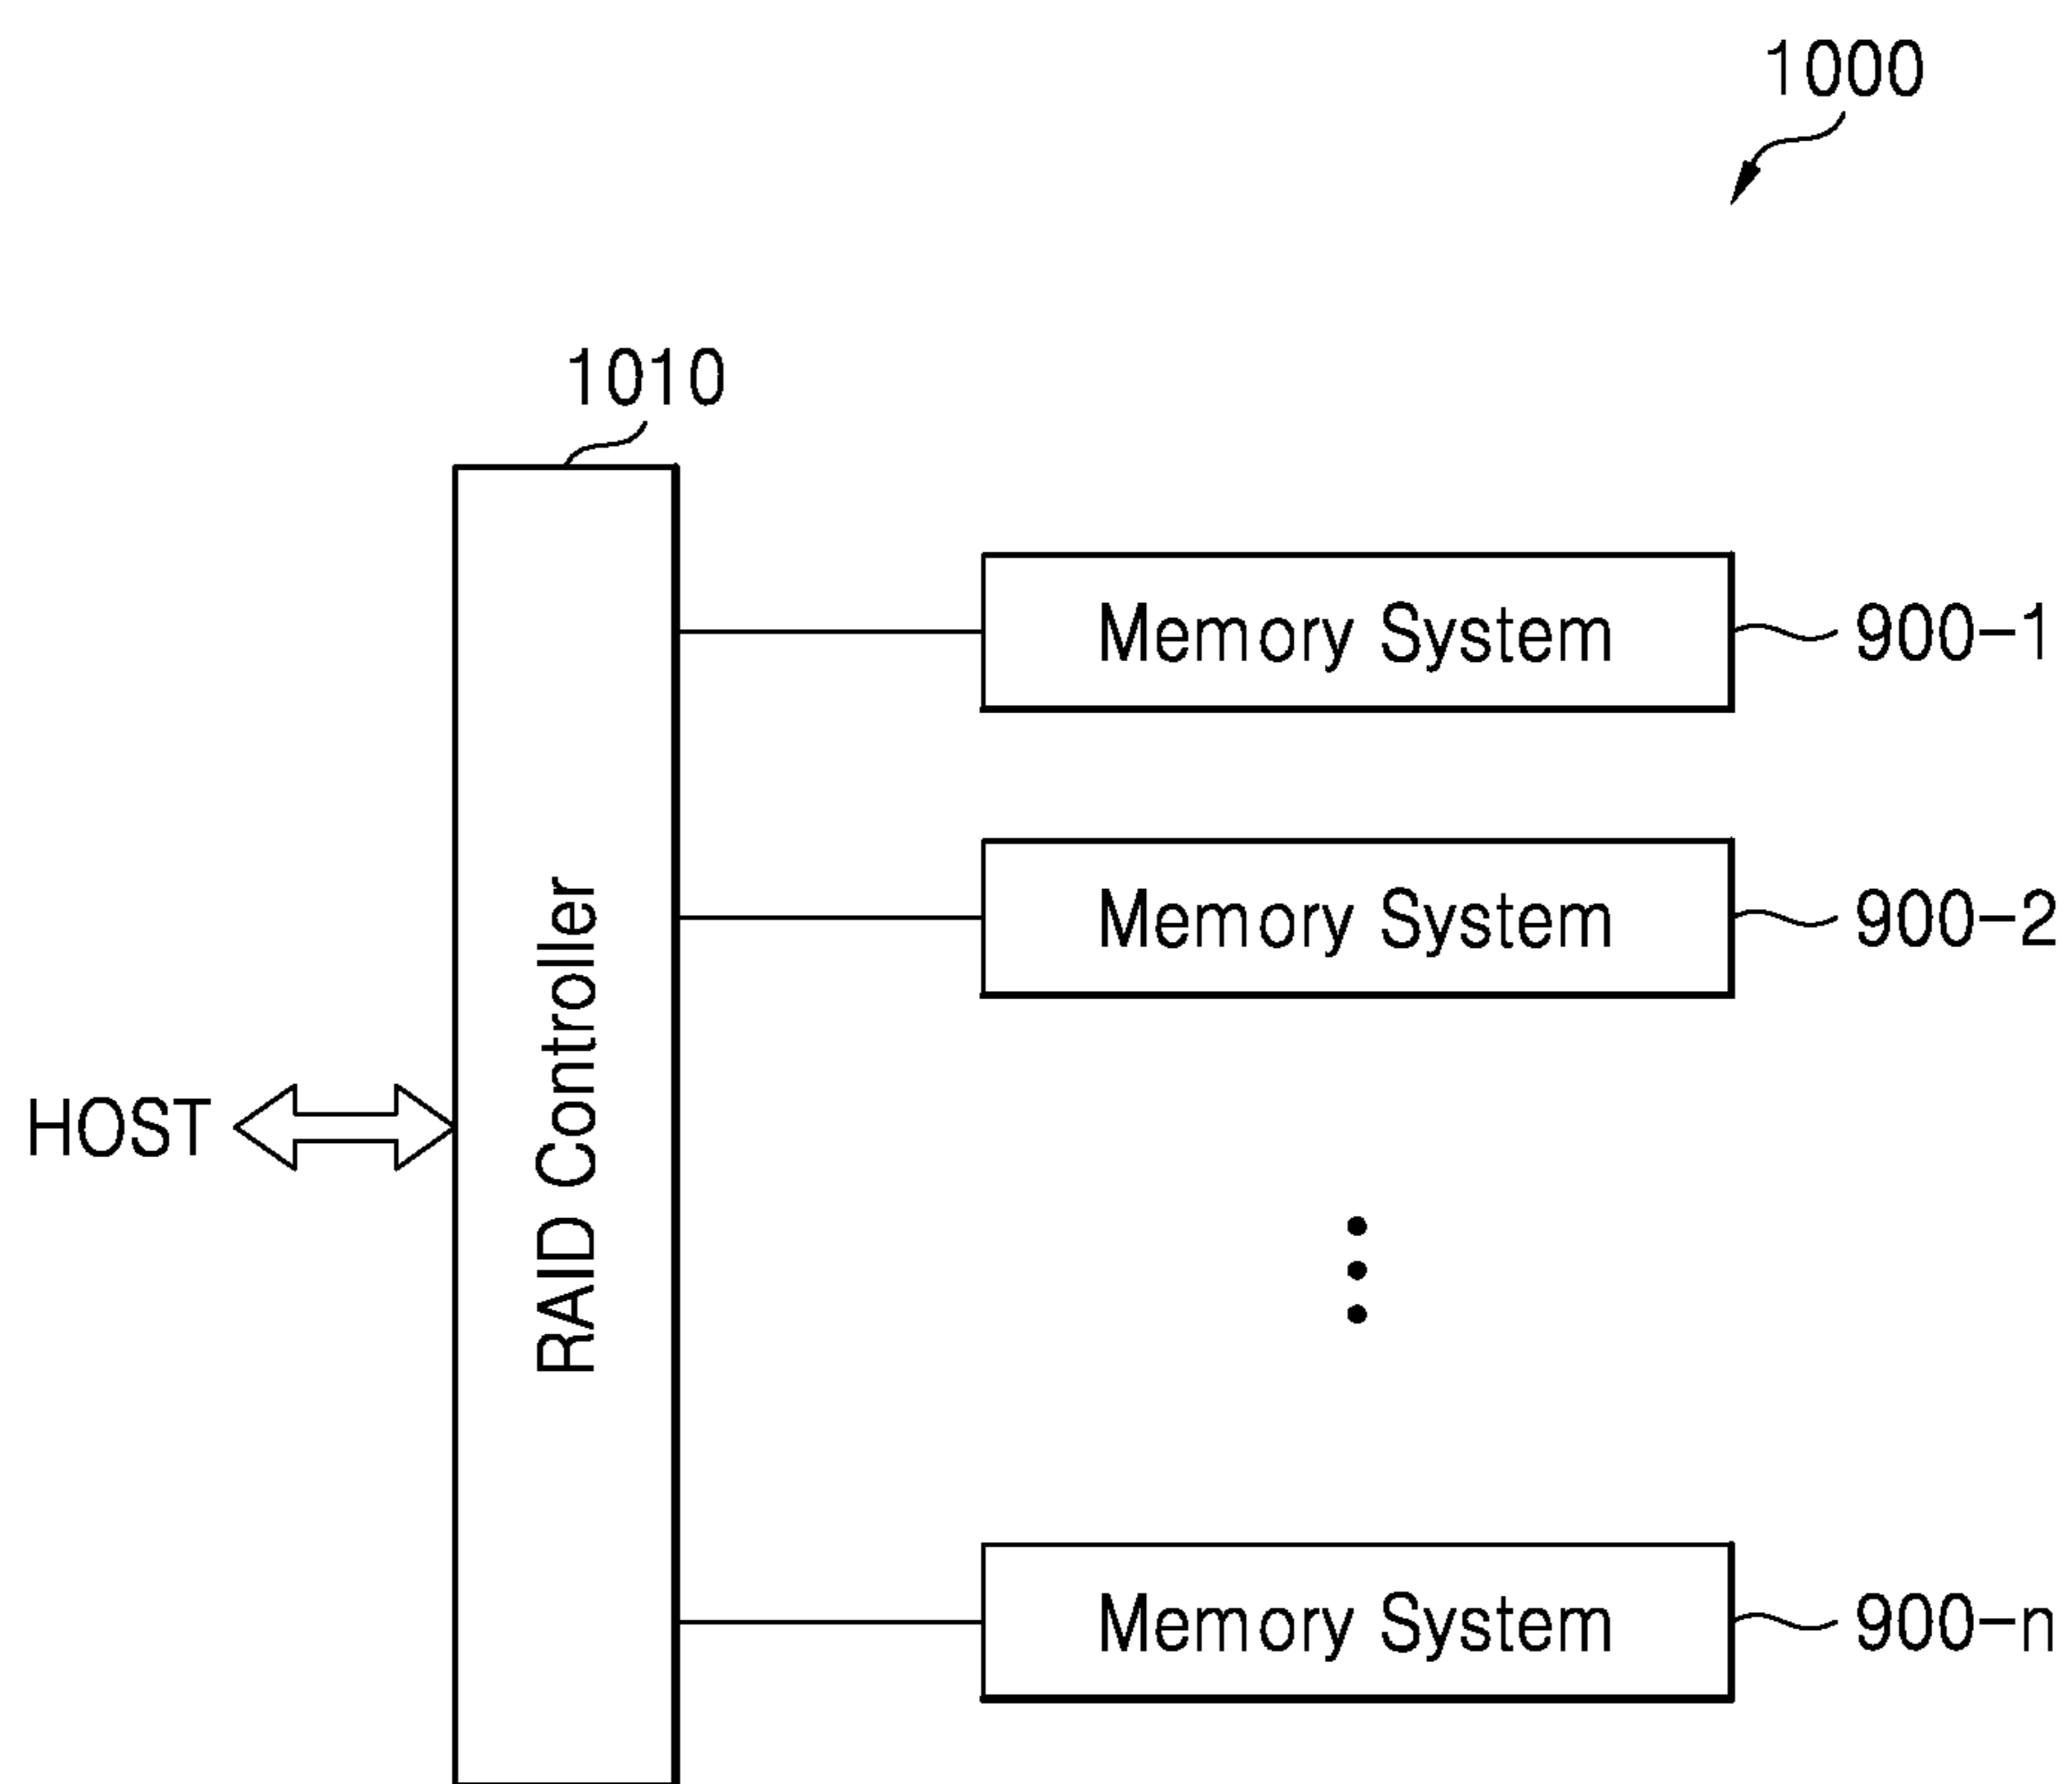 1000
1010
Memory System
900-1
Memory System
900-2
RAID Controller
HOST
Memory System
900-n